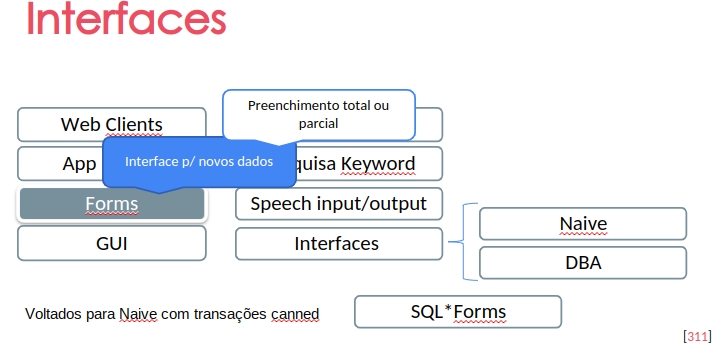 Interfaces
Preenchimento total ou
parcial
Web Clients
App
Interface p/ novos dados
quisa Keyword
Forms
Speech input/output
GUI
Interfaces
Naive
DBA
Voltados para Naive com transações canned
SQL*Forms
[311]